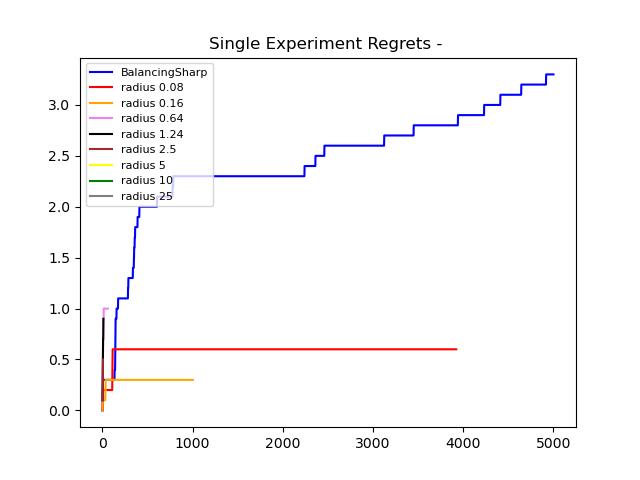 Single Experiment Regrets -
BalancingSharp
radius 0.08
radius 0.16
radius 0.64
radius 1.24
radius 2.5
radius 5
radius 10
radius 25
3.0
2.5
2.0
1.5
1.0
0.5
0.0
0 1000 2000 3000 4000 5000